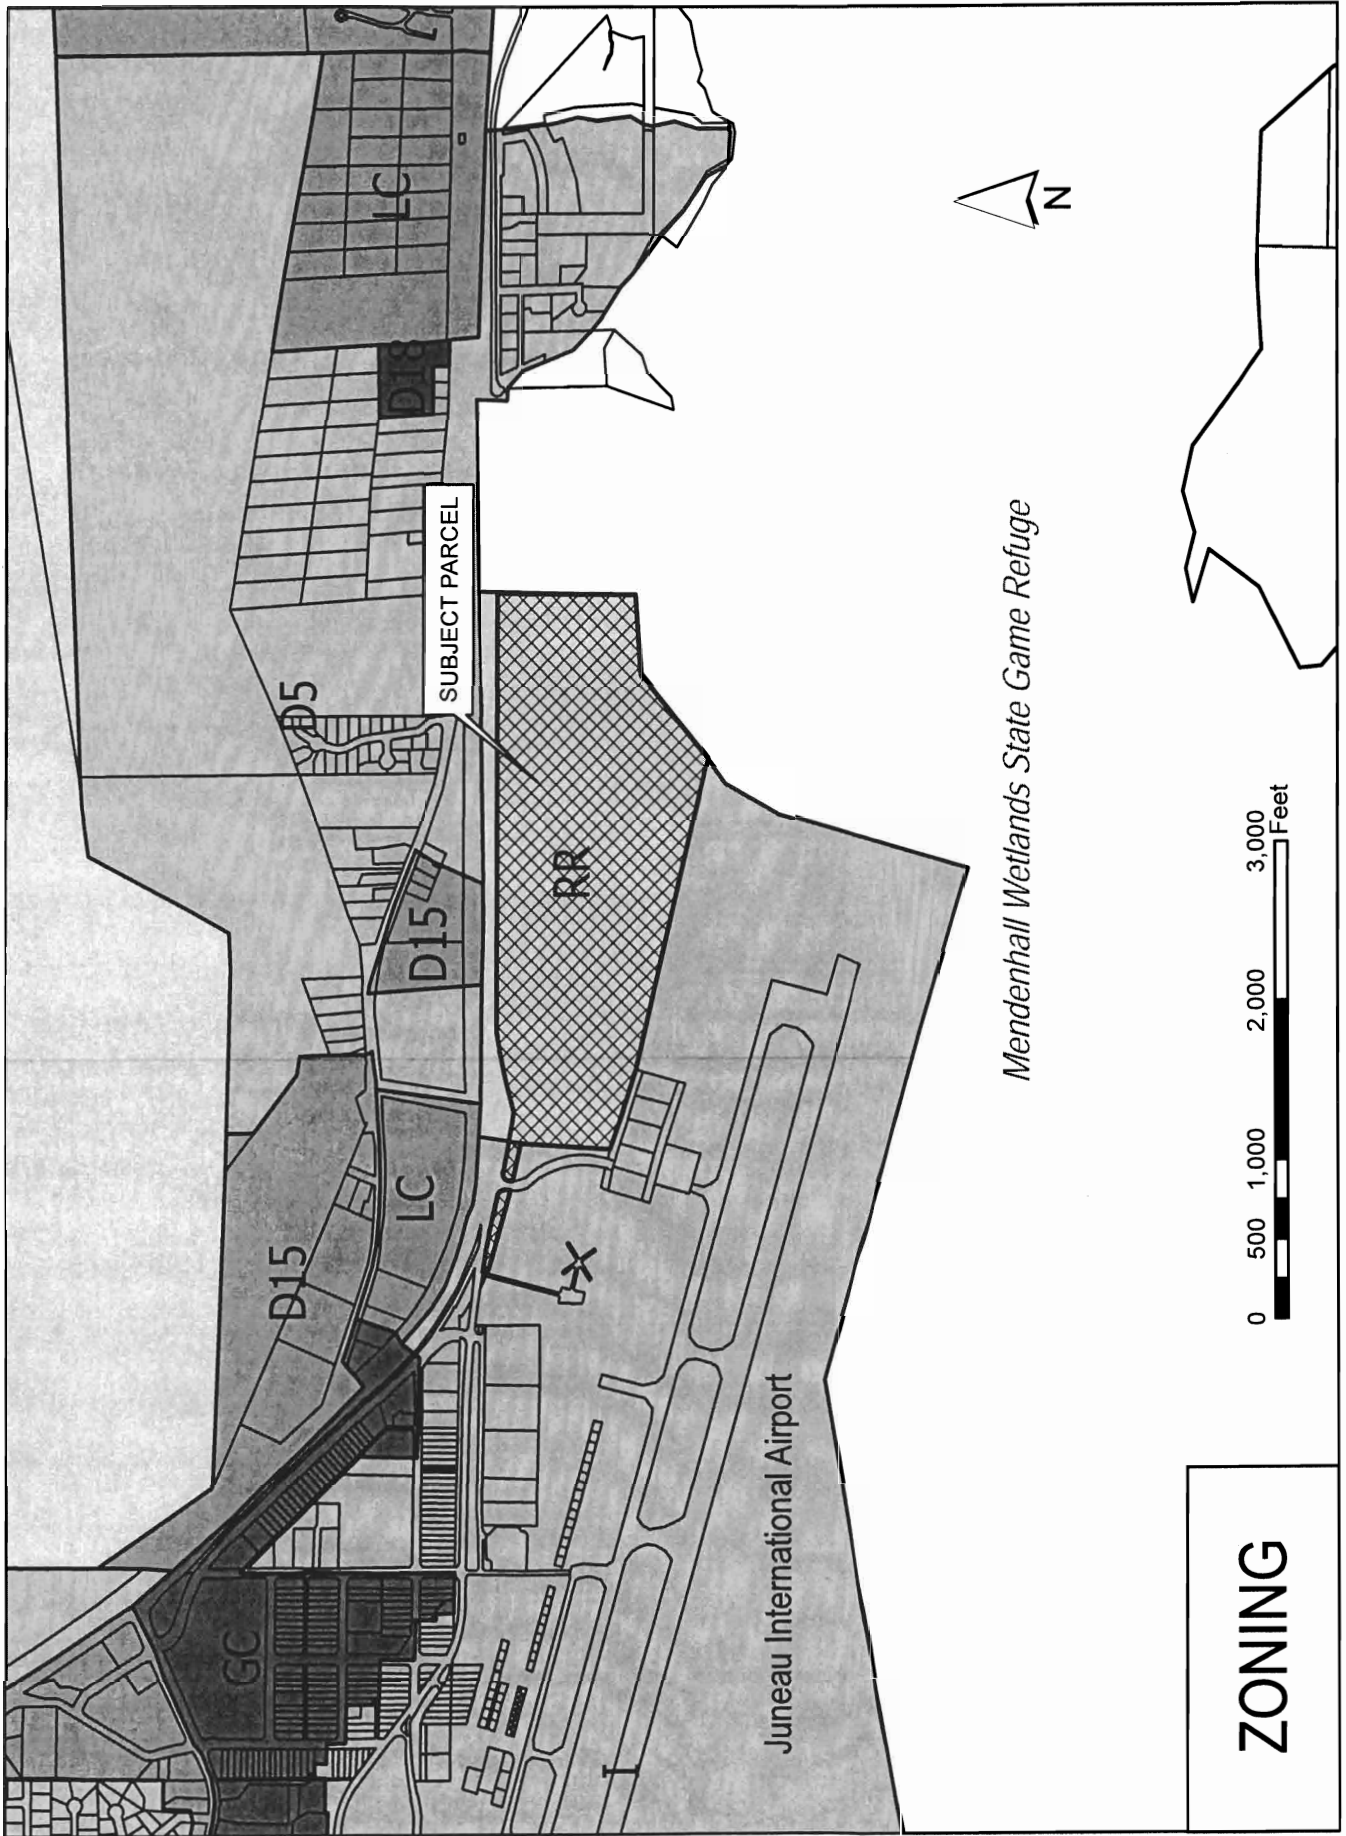 LC
D18
SUBJECT PARCEL
D5
RR
D15
LC
D15
GC
N
Mendenhall Wetlands State Game Refuge
Juneau International Airport
0 500 1,000 2,000 3,000
Feet
ZONING